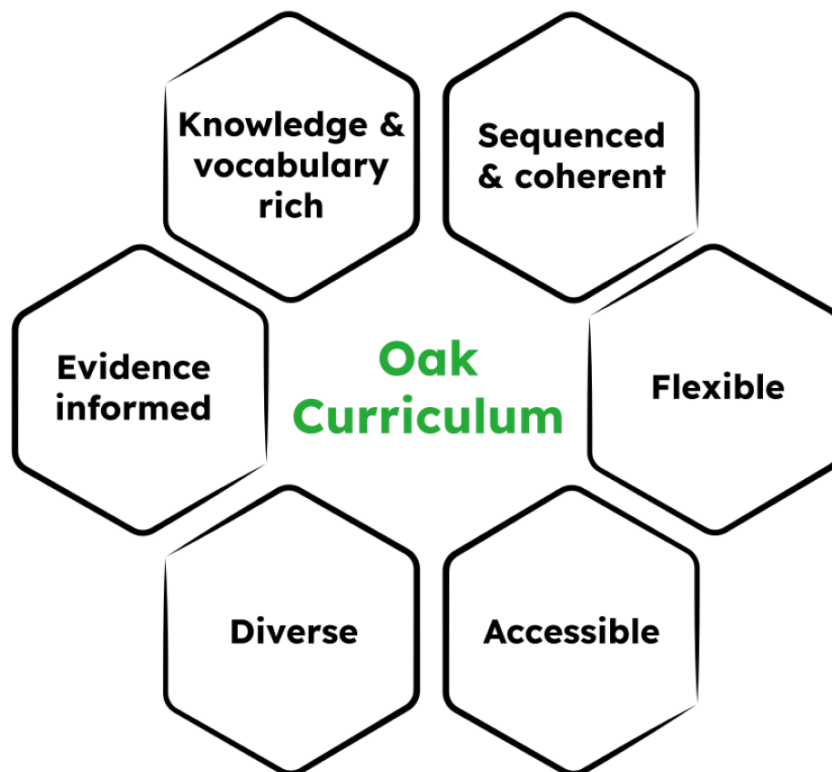 Knowledge &
vocabulary
rich
Sequenced
& coherent
Evidence
informed
Oak
Curriculum
Flexible
Diverse
Accessible